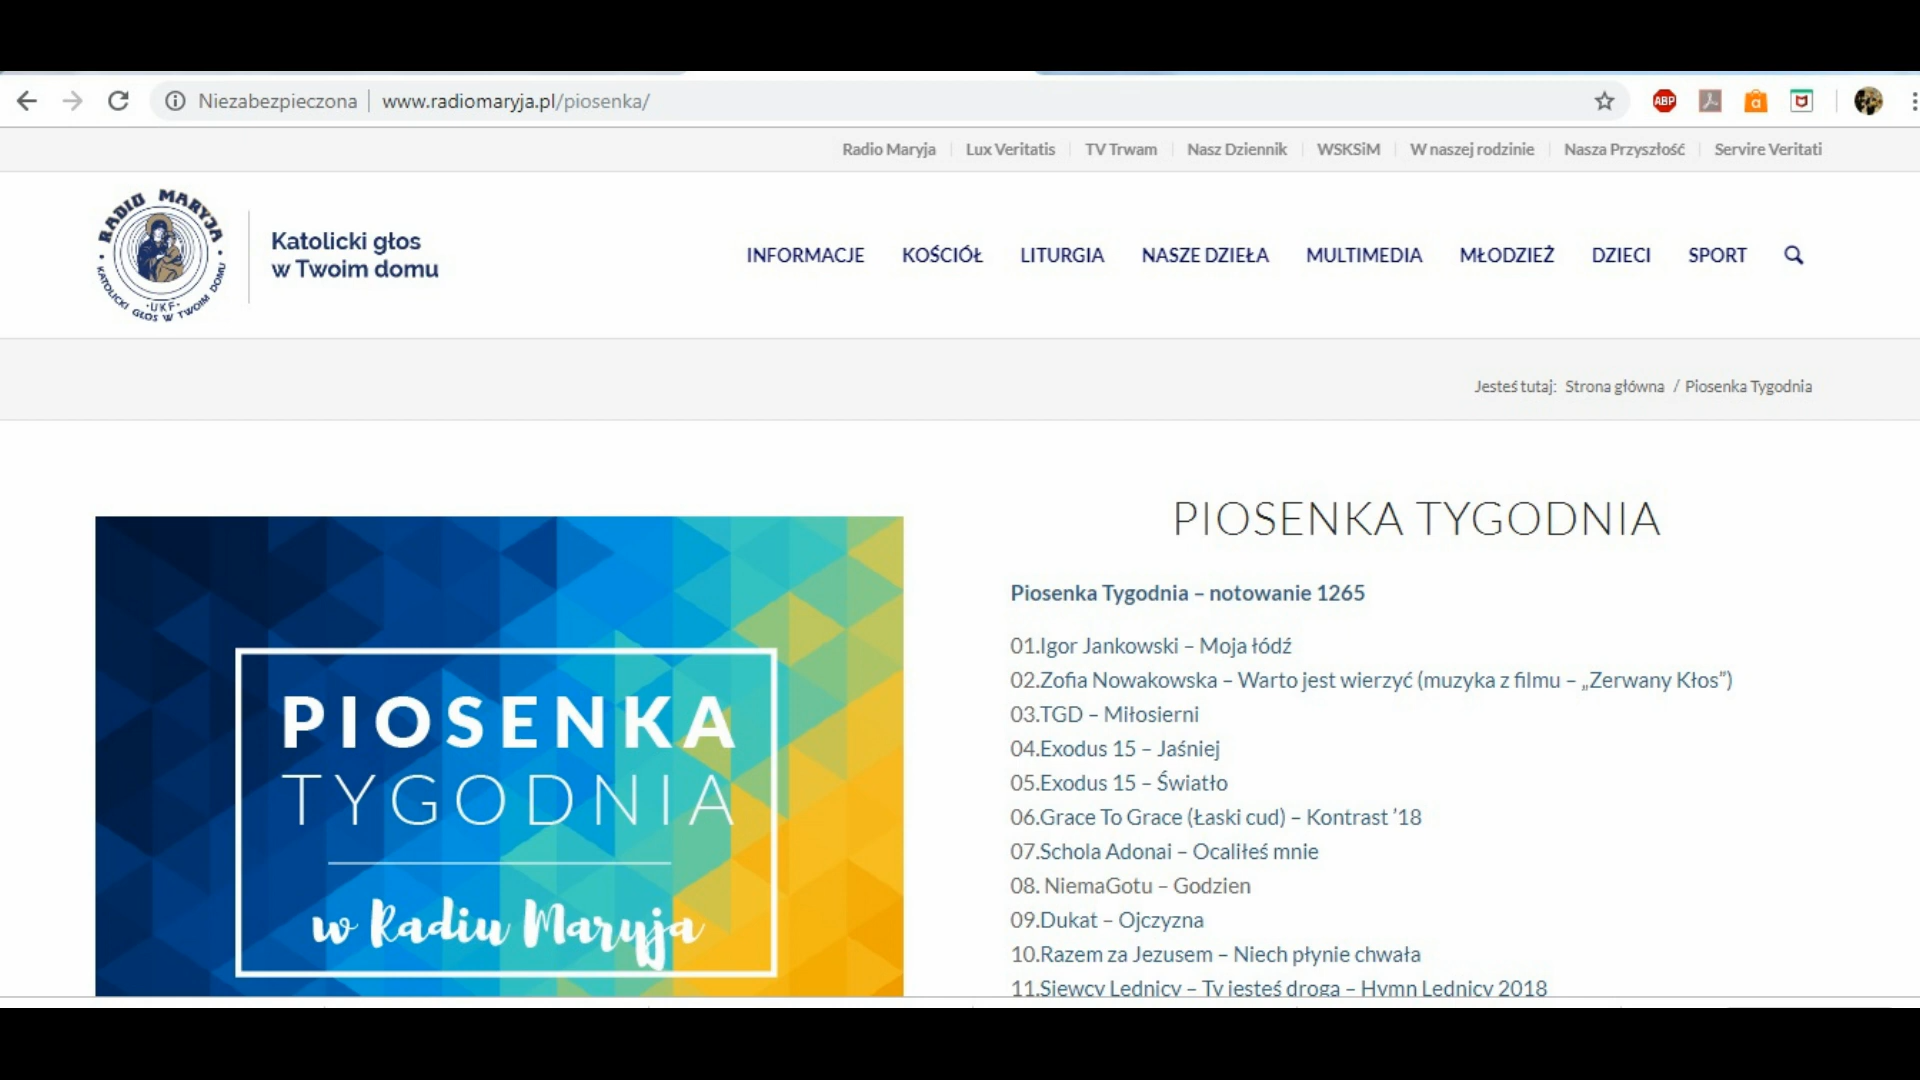 Niezabezpieczona www.radiomaryja.pl/piosenka/
ABP
Radio Maryja Lux Veritatis TV Trwam Nasz Dziennik WSKSiM W naszej rodzinie Nasza Przyszłość Servire Veritati
RADIO MARYJA
KATOLICKI GŁOS W TWOIM DOMU
UKF
Katolicki głos
w Twoim domu
INFORMACJE KOŚCIÓŁ LITURGIA NASZE DZIEŁA MULTIMEDIA MŁODZIEŻ DZIECI SPORT
Jesteś tutaj: Strona główna / Piosenka Tygodnia
PIOSENKA
TYGODNIA
w Radiu Maryja
PIOSENKA TYGODNIA
Piosenka Tygodnia – notowanie 1265
01.Igor Jankowski – Moja łódź
02.Zofia Nowakowska – Warto jest wierzyć (muzyka z filmu – „Zerwany Kłos”)
03.TGD – Miłosierni
04.Exodus 15 – Jaśniej
05.Exodus 15 – Światło
06.Grace To Grace (Łaski cud) – Kontrast ’18
07.Schola Adonai – Ocaliłeś mnie
08. NiemaGotu – Godzien
09.Dukat – Ojczyzna
10.Razem za Jezusem – Niech płynie chwała
11.Siewcy Lednicy – Ty jesteś drogą – Hymn Lednicy 2018